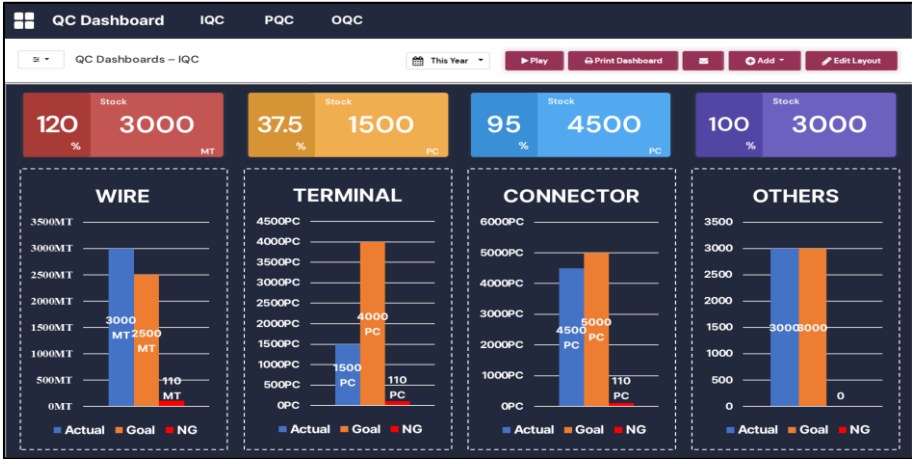 QC Dashboard IQC PQC OQC
QC Dashboards – IQC This Year Play Print Dashboard Add Edit Layout
120 % Stock 3000 MT
37.5 % Stock 1500 PC
95 % Stock 4500 PC
100 % Stock 3000
WIRE
3500MT
3000MT
2500MT
2000MT
1500MT
1000MT
500MT
0MT
3000 MT
2500 MT
110 MT
Actual Goal NG
TERMINAL
4500PC
4000PC
3500PC
3000PC
2500PC
2000PC
1500PC
1000PC
500PC
0PC
1500 PC
4000 PC
110 PC
Actual Goal NG
CONNECTOR
6000PC
5000PC
4000PC
3000PC
2000PC
1000PC
0PC
4500 PC
5000 PC
110 PC
Actual Goal NG
OTHERS
3500
3000
2500
2000
1500
1000
500
0
3000
3000
0
Actual Goal NG